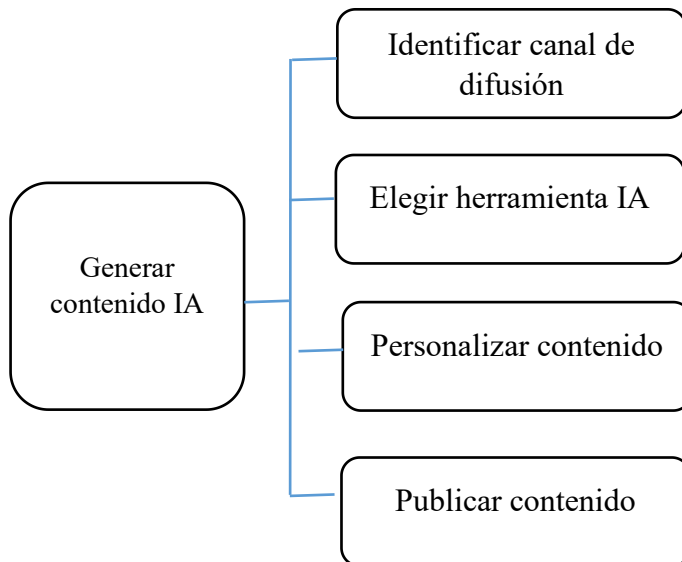 Identificar canal de
difusión
Elegir herramienta IA
Generar
contenido IA
Personalizar contenido
Publicar contenido